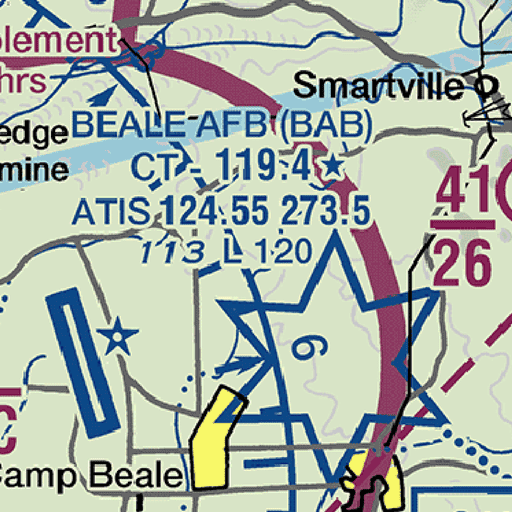 plement
hrs
Smartville
edge
BEALE AFB (BAB)
mine
CT - 119.4
ATIS 124.55 273.5
113 L 120
41
26
6
C
Camp Beale